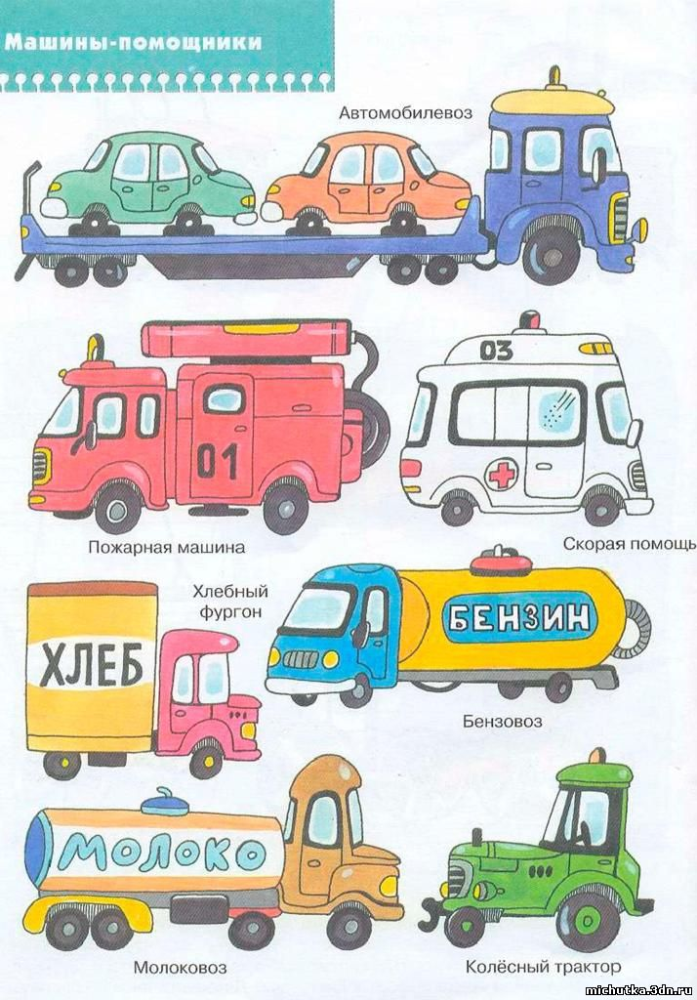 Машины-помощники
Автомобилевоз
03
01
Пожарная машина
Скорая помощь
Хлебный
фургон
ХЛЕБ
БЕНЗИН
Бензовоз
МОЛОКО
Молоковоз
Колёсный трактор
michutka.3dn.ru